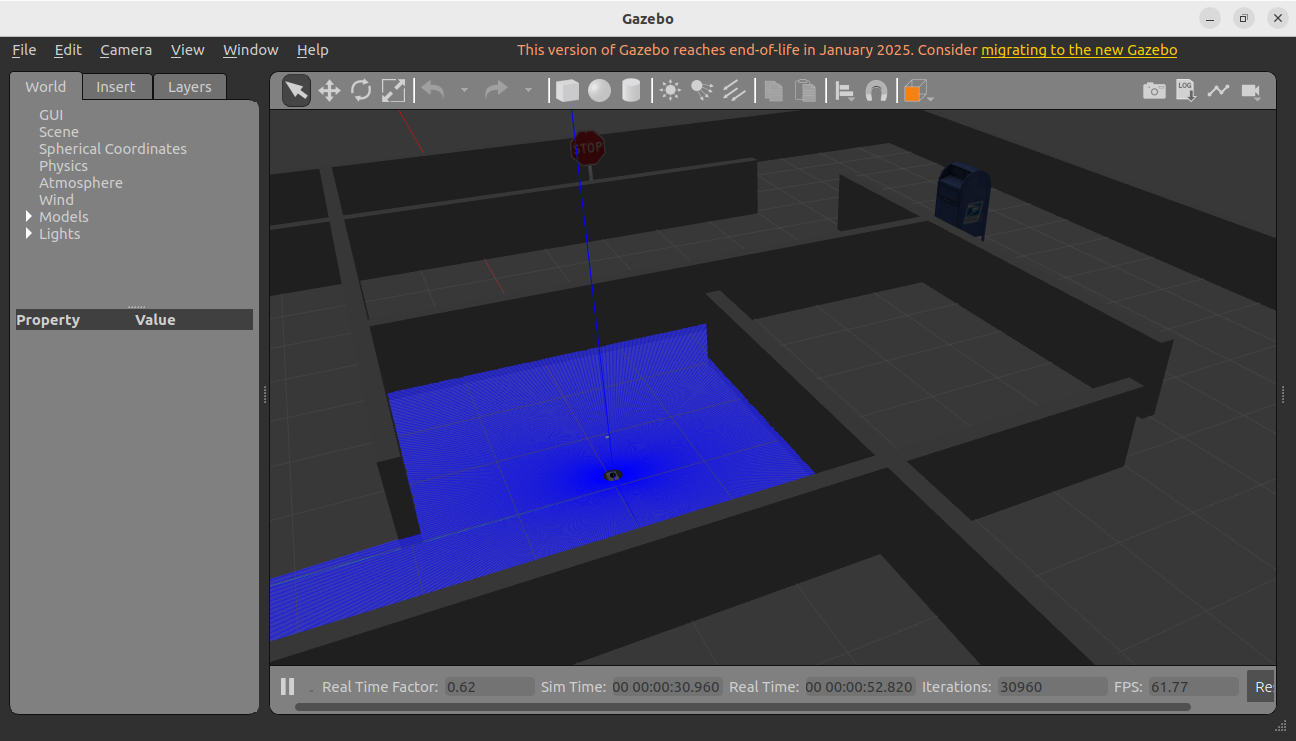 Gazebo
File Edit Camera View Window Help This version of Gazebo reaches end-of-life in January 2025. Consider migrating to the new Gazebo
World Insert Layers
LOG
GUI
Scene
Spherical Coordinates
Physics
Atmosphere
Wind
Models
Lights
STOP
Property Value
Real Time Factor: 0.62 Sim Time: 00 00:00:30.960 Real Time: 00 00:00:52.820 Iterations: 30960 FPS: 61.77 Re